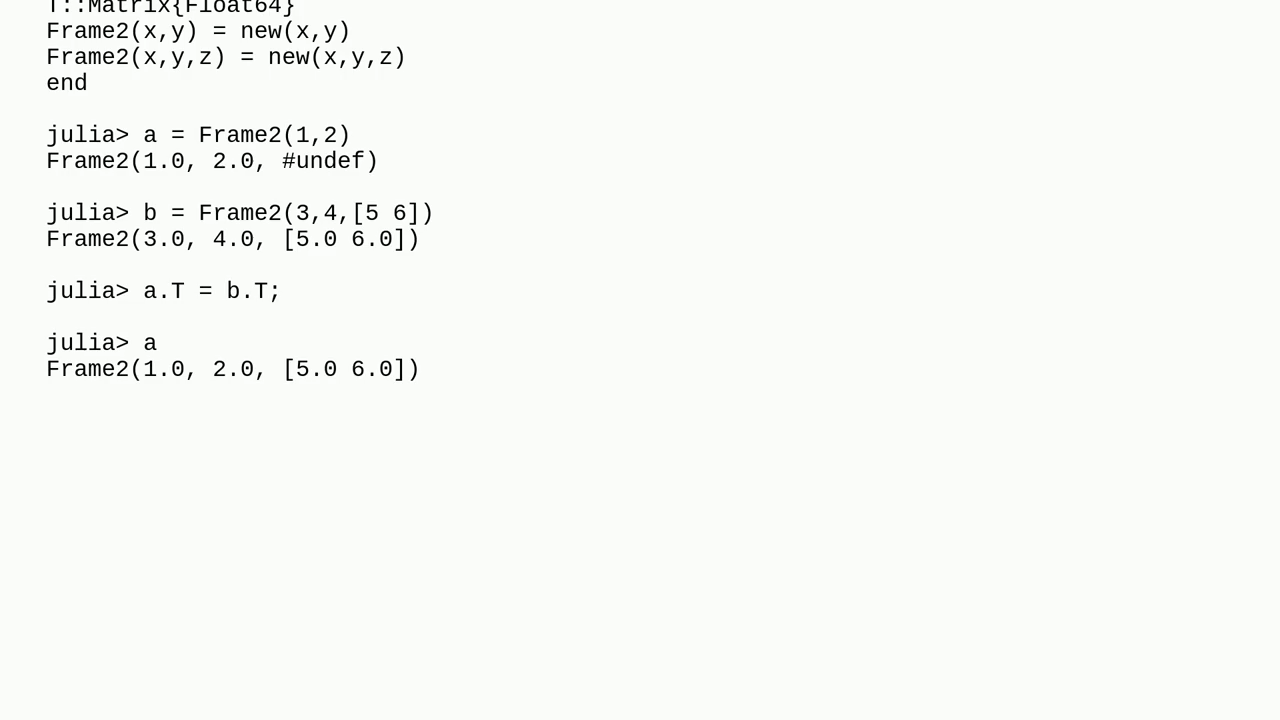 T::Matrix{Float64}
Frame2(x,y) = new(x,y)
Frame2(x,y,z) = new(x,y,z)
end
julia> a = Frame2(1,2)
Frame2(1.0, 2.0, #undef)
julia> b = Frame2(3,4,[5 6])
Frame2(3.0, 4.0, [5.0 6.0])
julia> a.T = b.T;
julia> a
Frame2(1.0, 2.0, [5.0 6.0])